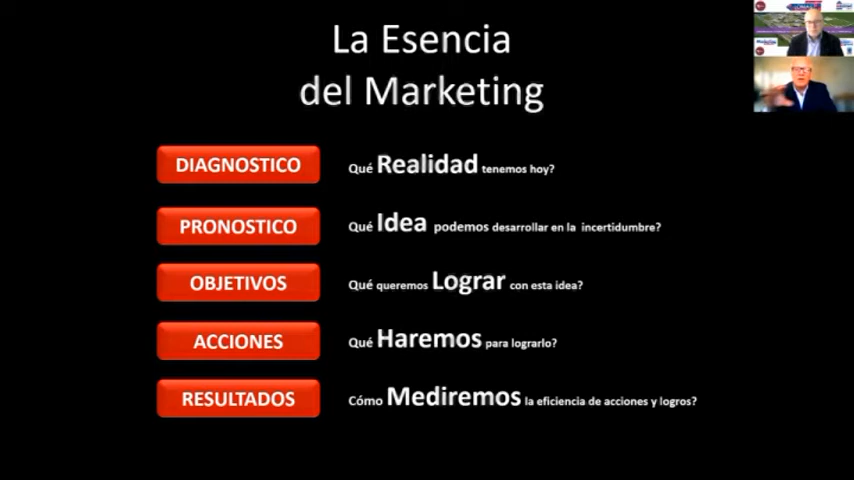 La Esencia
del Marketing
DIAGNOSTICO Qué Realidad tenemos hoy?
PRONOSTICO Qué Idea podemos desarrollar en la incertidumbre?
OBJETIVOS Qué queremos Lograr con esta idea?
ACCIONES Qué Haremos para lograrlo?
RESULTADOS Cómo Mediremos la eficiencia de acciones y logros?